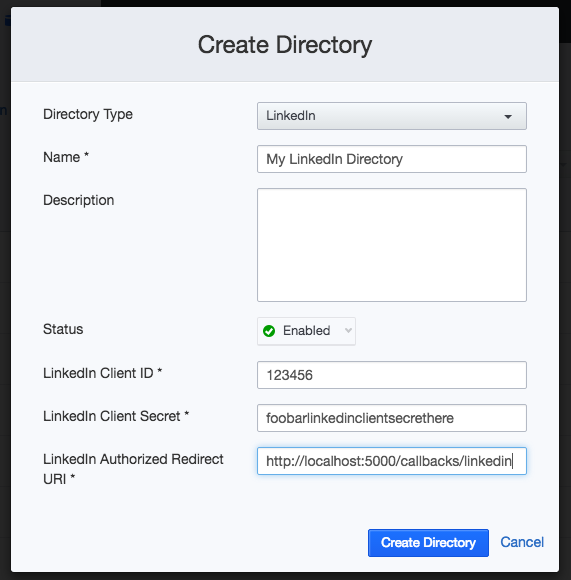 Create Directory
Directory Type
LinkedIn
Name *
My LinkedIn Directory
Description
Status
Enabled
LinkedIn Client ID *
123456
LinkedIn Client Secret *
foobarlinkedinclientsecrethere
LinkedIn Authorized Redirect
URI *
http://localhost:5000/callbacks/linkedin
Create Directory
Cancel